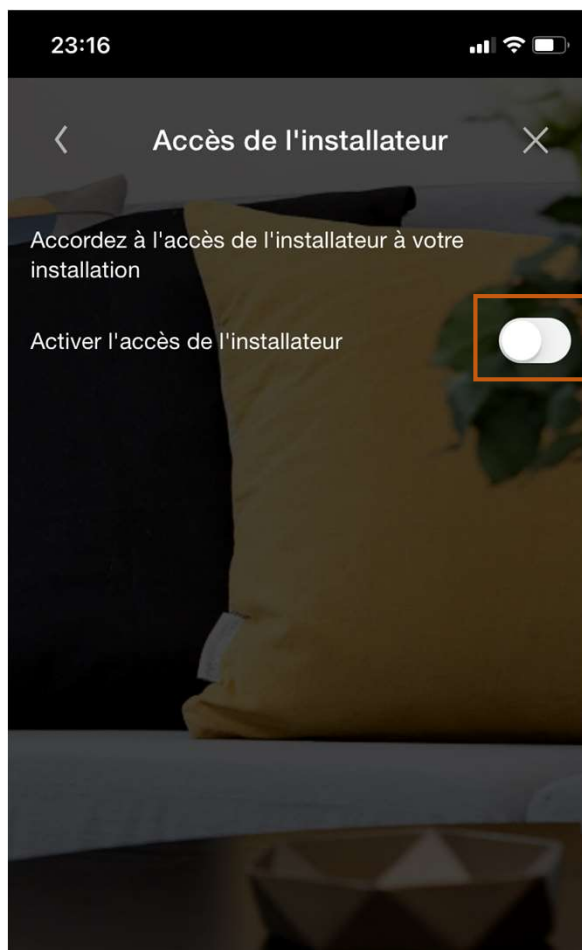 23:16
Accès de l'installateur
Accordez à l'accès de l'installateur à votre
installation
Activer l'accès de l'installateur